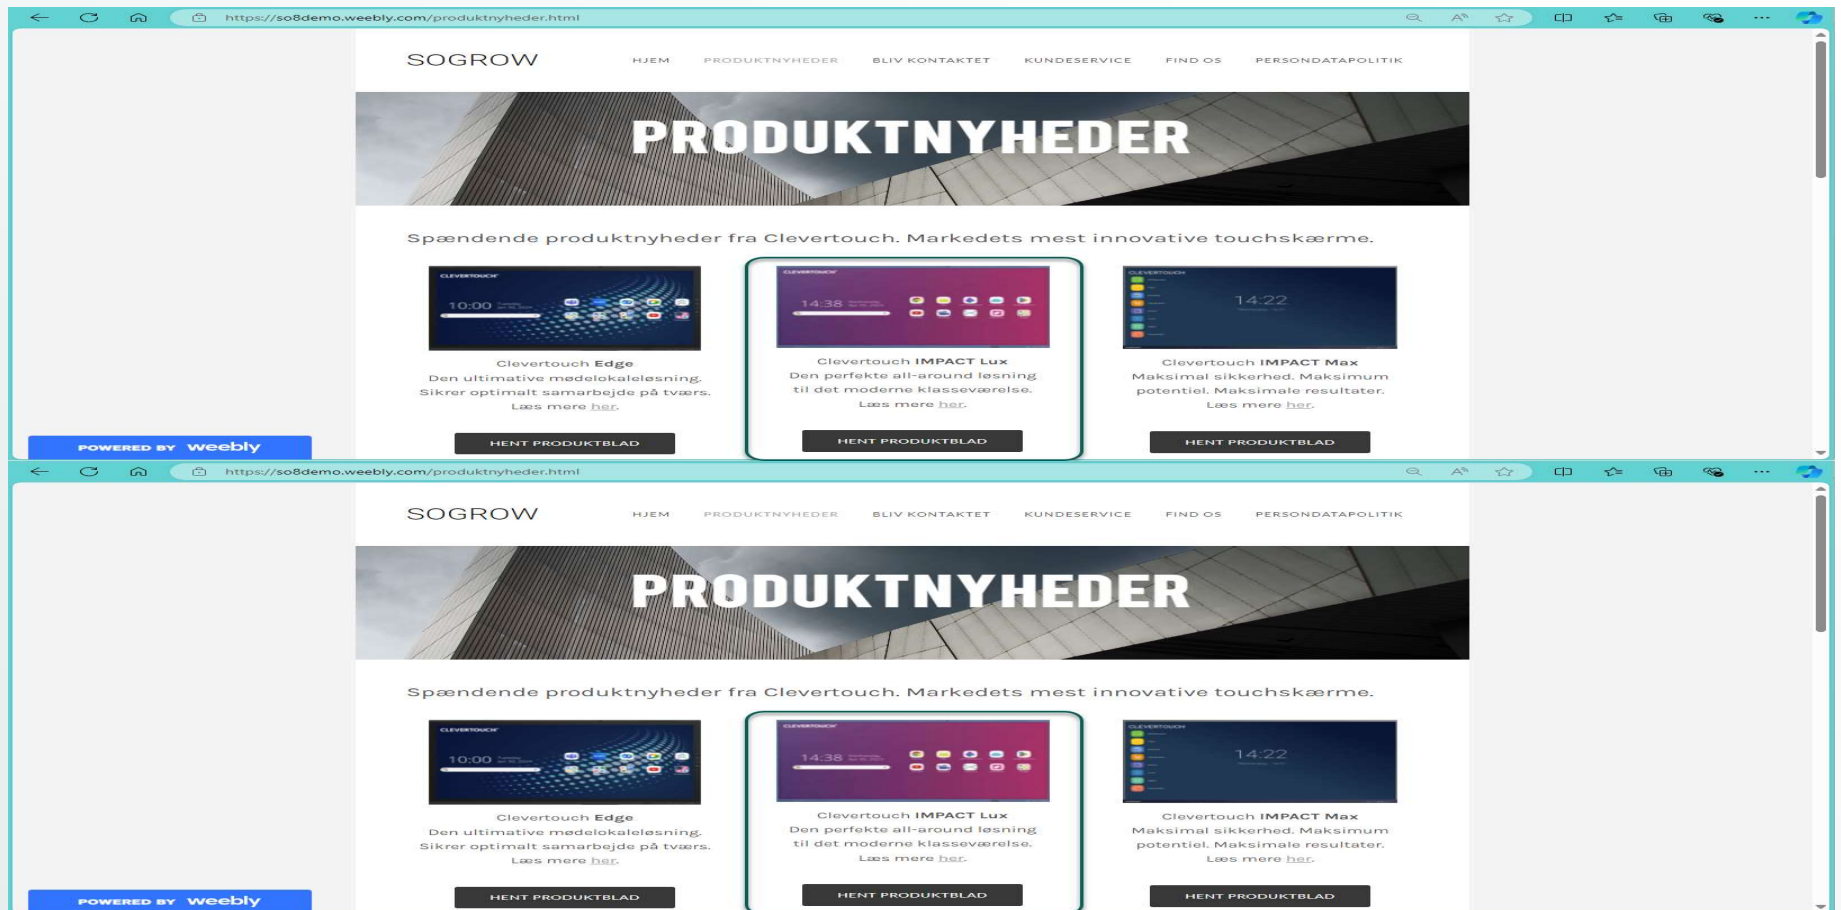 https://so8demo.weebly.com/produktnyheder.html
SOGROW HJEM PRODUKTNYHEDER BLIV KONTAKTET KUNDESERVICE FIND OS PERSONDATAPOLITIK
PRODUKTNYHEDER
Spændende produktnyheder fra Clevertouch. Markedets mest innovative touchskærme.
CLEVERTOUCH
10:00
Clevertouch Edge
Den ultimative mødelokaleløsning.
Sikrer optimalt samarbejde på tværs.
Læs mere her.
HENT PRODUKTBLAD
CLEVERTOUCH
14:38
Clevertouch IMPACT Lux
Den perfekte all-around løsning
til det moderne klasseværelse.
Læs mere her.
HENT PRODUKTBLAD
CLEVERTOUCH
14:22
Clevertouch IMPACT Max
Maksimal sikkerhed. Maksimum
potentiel. Maksimale resultater.
Læs mere her.
HENT PRODUKTBLAD
POWERED BY weebly
https://so8demo.weebly.com/produktnyheder.html
SOGROW HJEM PRODUKTNYHEDER BLIV KONTAKTET KUNDESERVICE FIND OS PERSONDATAPOLITIK
PRODUKTNYHEDER
Spændende produktnyheder fra Clevertouch. Markedets mest innovative touchskærme.
CLEVERTOUCH
10:00
Clevertouch Edge
Den ultimative mødelokaleløsning.
Sikrer optimalt samarbejde på tværs.
Læs mere her.
HENT PRODUKTBLAD
CLEVERTOUCH
14:38
Clevertouch IMPACT Lux
Den perfekte all-around løsning
til det moderne klasseværelse.
Læs mere her.
HENT PRODUKTBLAD
CLEVERTOUCH
14:22
Clevertouch IMPACT Max
Maksimal sikkerhed. Maksimum
potentiel. Maksimale resultater.
Læs mere her.
HENT PRODUKTBLAD
POWERED BY weebly